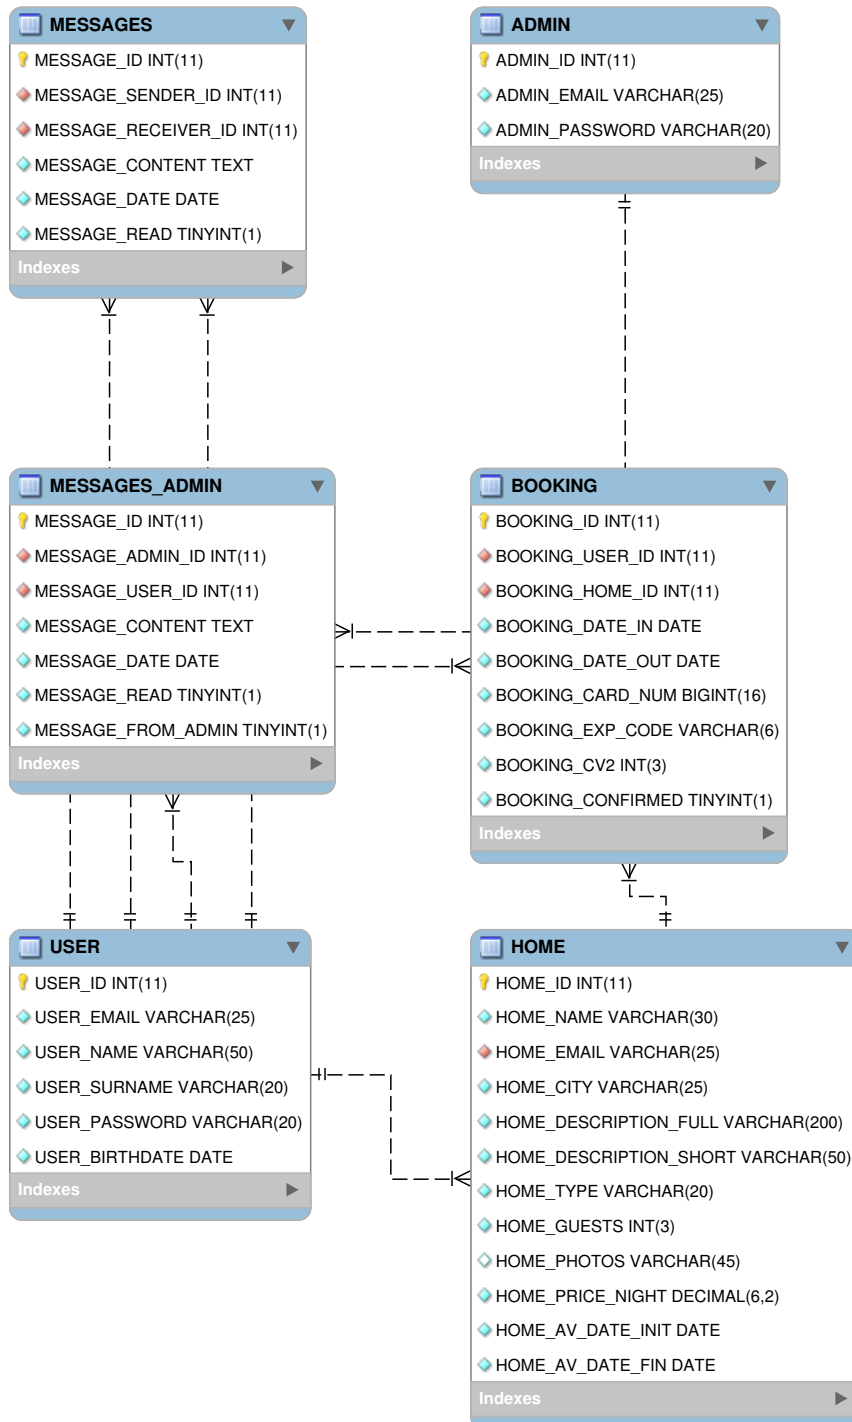 MESSAGES
MESSAGE_ID INT(11)
MESSAGE_SENDER_ID INT(11)
MESSAGE_RECEIVER_ID INT(11)
MESSAGE_CONTENT TEXT
MESSAGE_DATE DATE
MESSAGE_READ TINYINT(1)
Indexes
ADMIN
ADMIN_ID INT(11)
ADMIN_EMAIL VARCHAR(25)
ADMIN_PASSWORD VARCHAR(20)
Indexes
MESSAGES_ADMIN
MESSAGE_ID INT(11)
MESSAGE_ADMIN_ID INT(11)
MESSAGE_USER_ID INT(11)
MESSAGE_CONTENT TEXT
MESSAGE_DATE DATE
MESSAGE_READ TINYINT(1)
MESSAGE_FROM_ADMIN TINYINT(1)
Indexes
BOOKING
BOOKING_ID INT(11)
BOOKING_USER_ID INT(11)
BOOKING_HOME_ID INT(11)
BOOKING_DATE_IN DATE
BOOKING_DATE_OUT DATE
BOOKING_CARD_NUM BIGINT(16)
BOOKING_EXP_CODE VARCHAR(6)
BOOKING_CV2 INT(3)
BOOKING_CONFIRMED TINYINT(1)
Indexes
USER
USER_ID INT(11)
USER_EMAIL VARCHAR(25)
USER_NAME VARCHAR(50)
USER_SURNAME VARCHAR(20)
USER_PASSWORD VARCHAR(20)
USER_BIRTHDATE DATE
Indexes
HOME
HOME_ID INT(11)
HOME_NAME VARCHAR(30)
HOME_EMAIL VARCHAR(25)
HOME_CITY VARCHAR(25)
HOME_DESCRIPTION_FULL VARCHAR(200)
HOME_DESCRIPTION_SHORT VARCHAR(50)
HOME_TYPE VARCHAR(20)
HOME_GUESTS INT(3)
HOME_PHOTOS VARCHAR(45)
HOME_PRICE_NIGHT DECIMAL(6,2)
HOME_AV_DATE_INIT DATE
HOME_AV_DATE_FIN DATE
Indexes